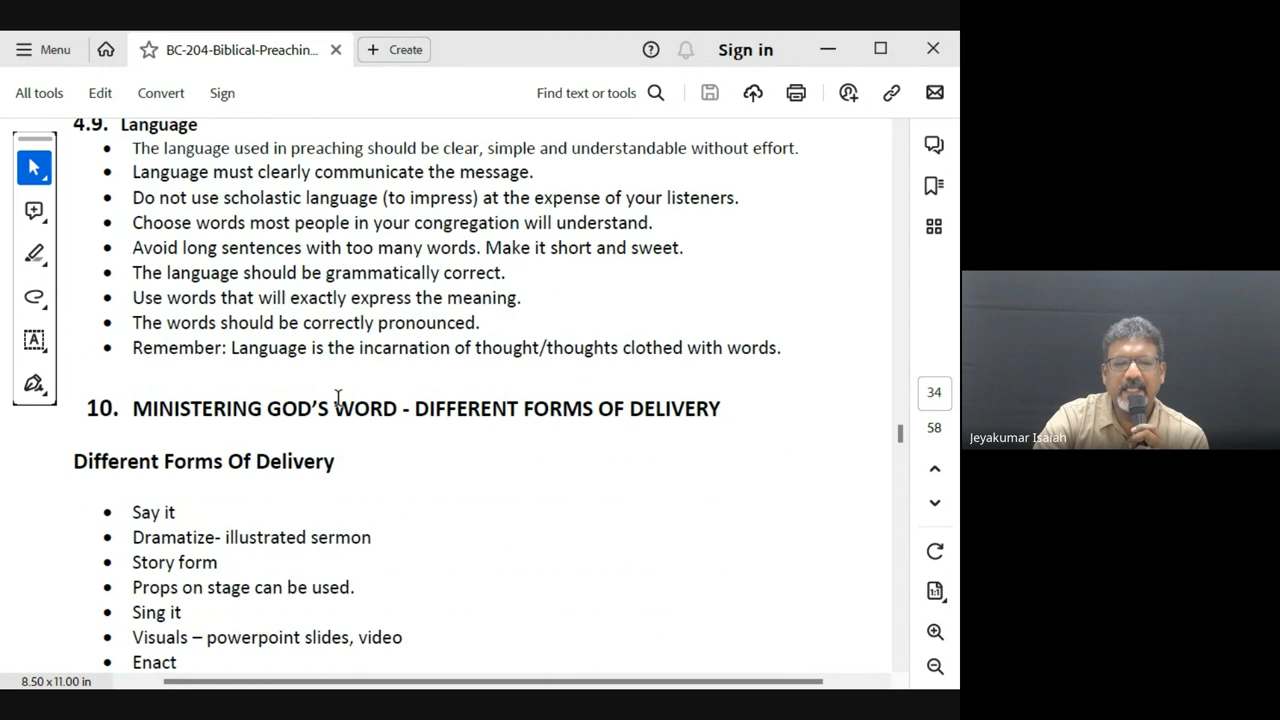 Menu
BC-204-Biblical-Preachin...
Create
Sign in
All tools
Edit
Convert
Sign
Find text or tools
4.9. Language
• The language used in preaching should be clear, simple and understandable without effort.
• Language must clearly communicate the message.
• Do not use scholastic language (to impress) at the expense of your listeners.
• Choose words most people in your congregation will understand.
• Avoid long sentences with too many words. Make it short and sweet.
• The language should be grammatically correct.
• Use words that will exactly express the meaning.
• The words should be correctly pronounced.
• Remember: Language is the incarnation of thought/thoughts clothed with words.
10. MINISTERING GOD'S WORD - DIFFERENT FORMS OF DELIVERY
Different Forms Of Delivery
• Say it
• Dramatize- illustrated sermon
• Story form
• Props on stage can be used.
• Sing it
• Visuals – powerpoint slides, video
• Enact
8.50 x 11.00 in
34
58
Jeyakumar Isaiah